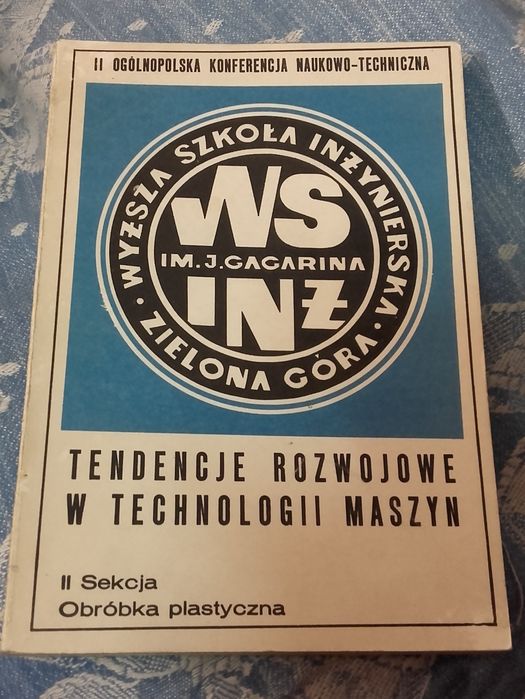 II OGÓLNOPOLSKA KONFERENCJA NAUKOWO-TECHNICZNA
WYŻSZA SZKOŁA INŻYNIERSKA
WS
IM. J. GAGARINA
INŻ
· ZIELONA GÓRA ·
TENDENCJE ROZWOJOWE
W TECHNOLOGII MASZYN
II Sekcja
Obróbka plastyczna